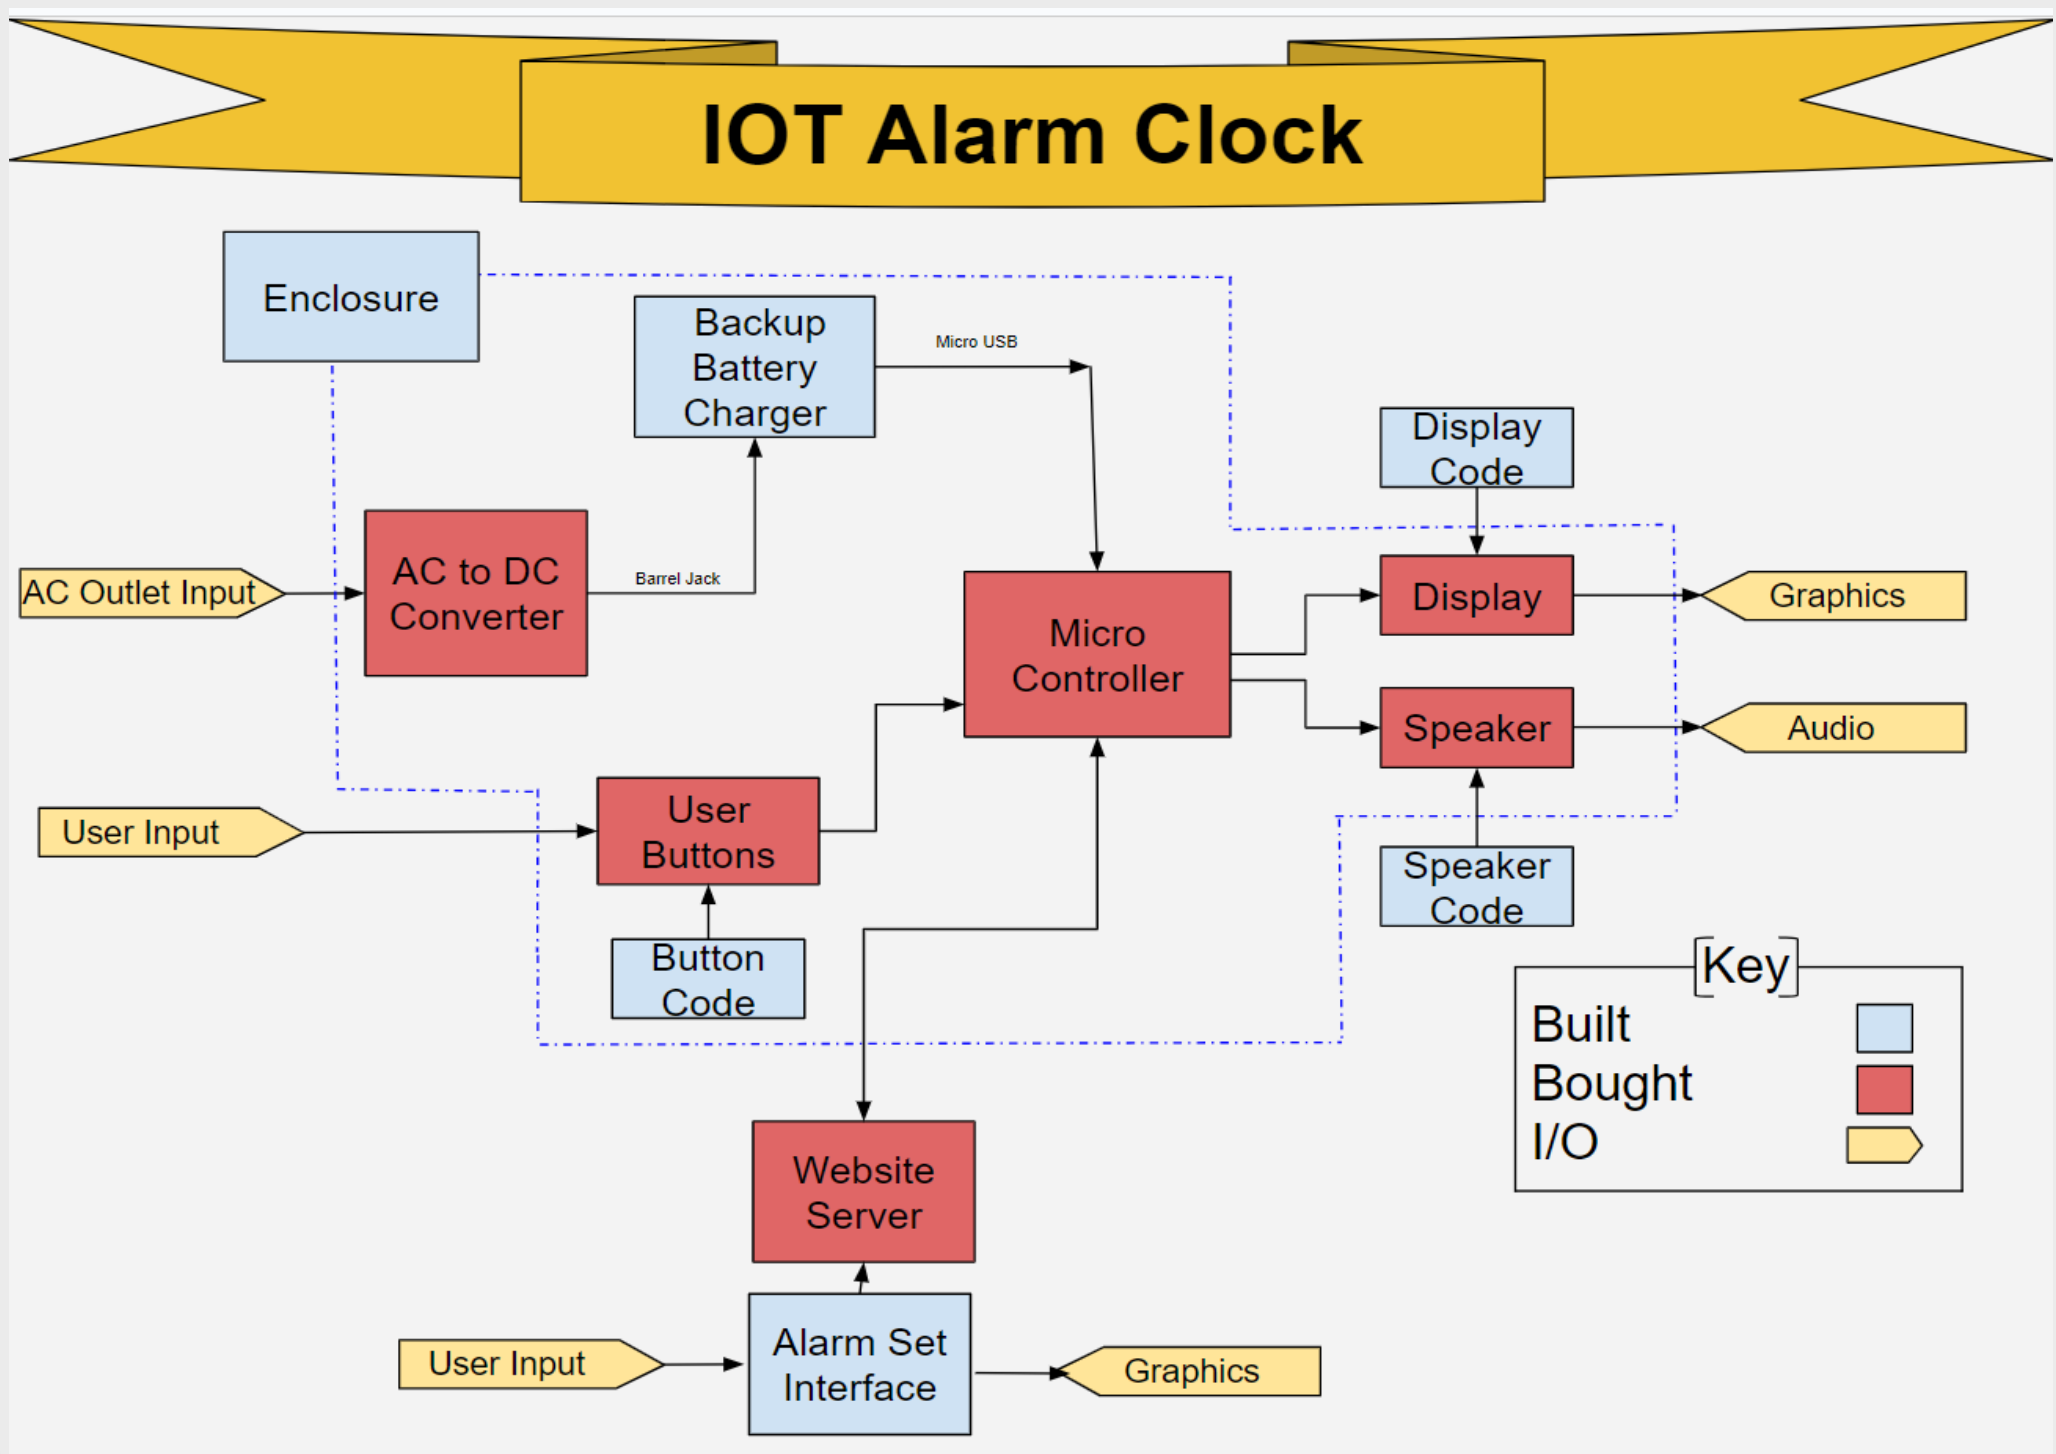 IOT Alarm Clock
Enclosure
Backup
Battery
Charger
Micro USB
Display
Code
AC Outlet Input
AC to DC
Converter
Barrel Jack
Micro
Controller
Display
Graphics
Speaker
Audio
User Input
User
Buttons
Speaker
Code
Button
Code
[Key]
Built
Bought
I/O
Website
Server
User Input
Alarm Set
Interface
Graphics